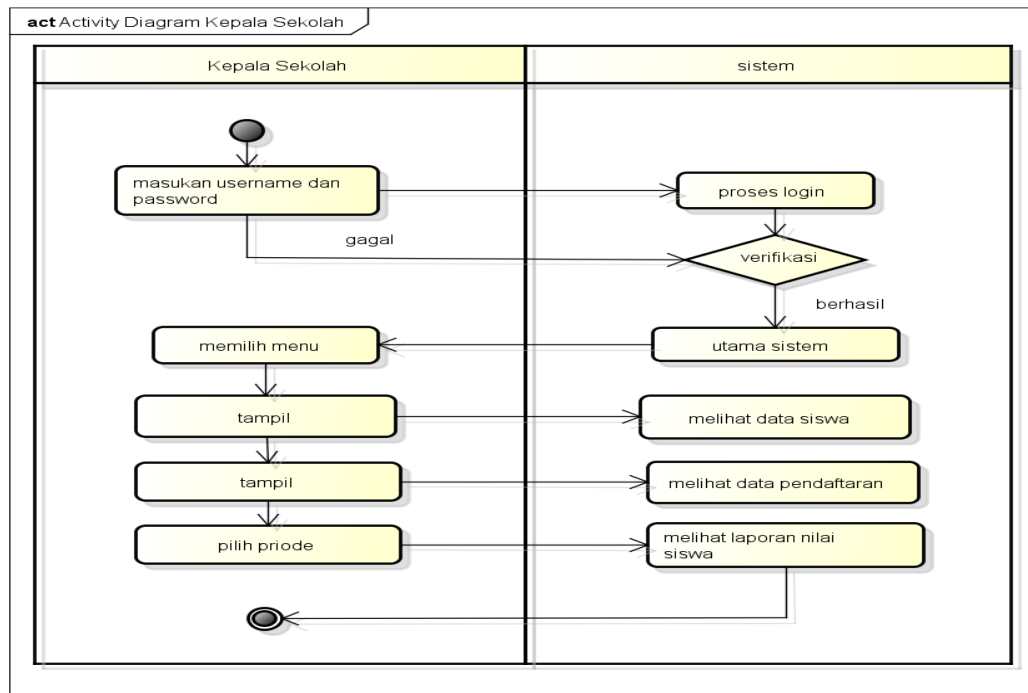 act Activity Diagram Kepala Sekolah
Kepala Sekolah
sistem
masukan username dan
password
proses login
gagal
verifikasi
berhasil
memilih menu
utama sistem
tampil
melihat data siswa
tampil
melihat data pendaftaran
pilih priode
melihat laporan nilai
siswa